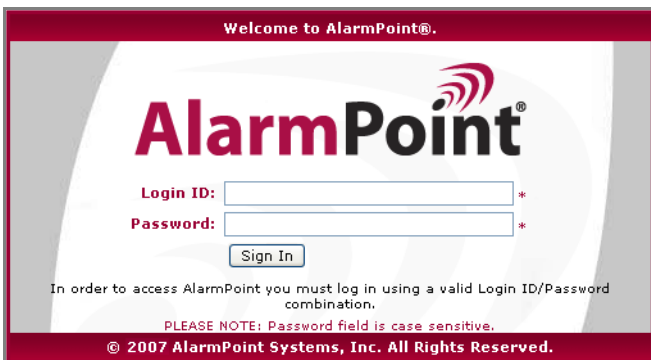 Welcome to AlarmPoint®.
AlarmPoint®
Login ID: *
Password: *
Sign In
In order to access AlarmPoint you must log in using a valid Login ID/Password
combination.
PLEASE NOTE: Password field is case sensitive.
© 2007 AlarmPoint Systems, Inc. All Rights Reserved.